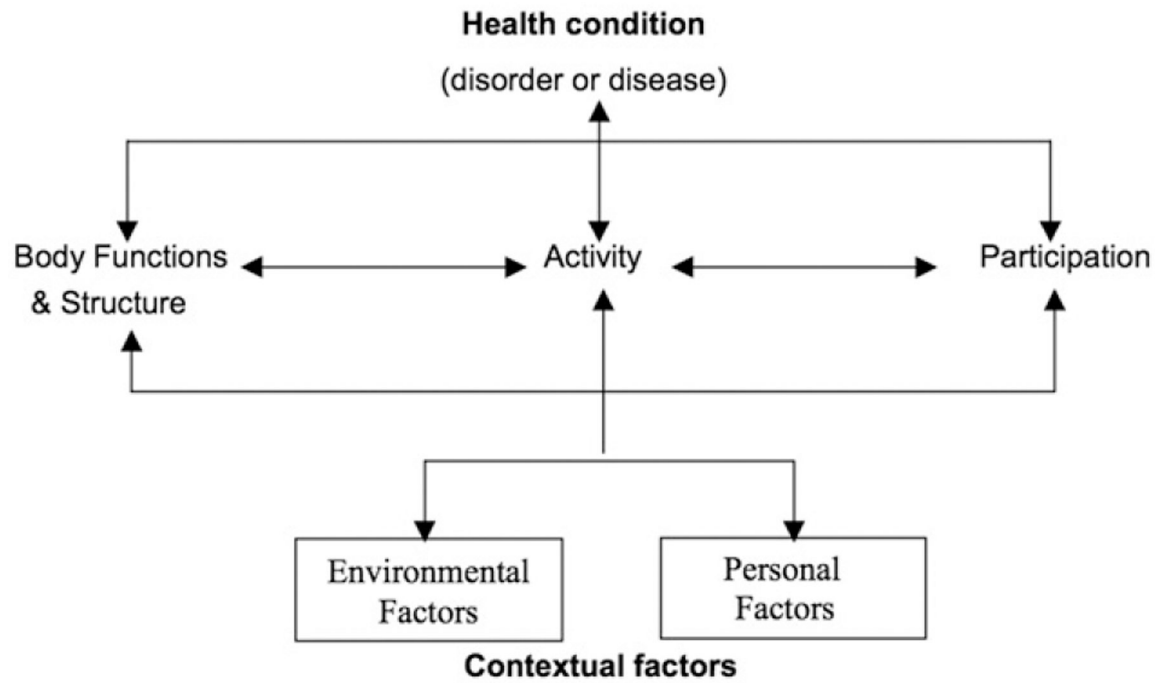 Health condition
(disorder or disease)
Body Functions
& Structure
Activity
Participation
Environmental
Factors
Personal
Factors
Contextual factors